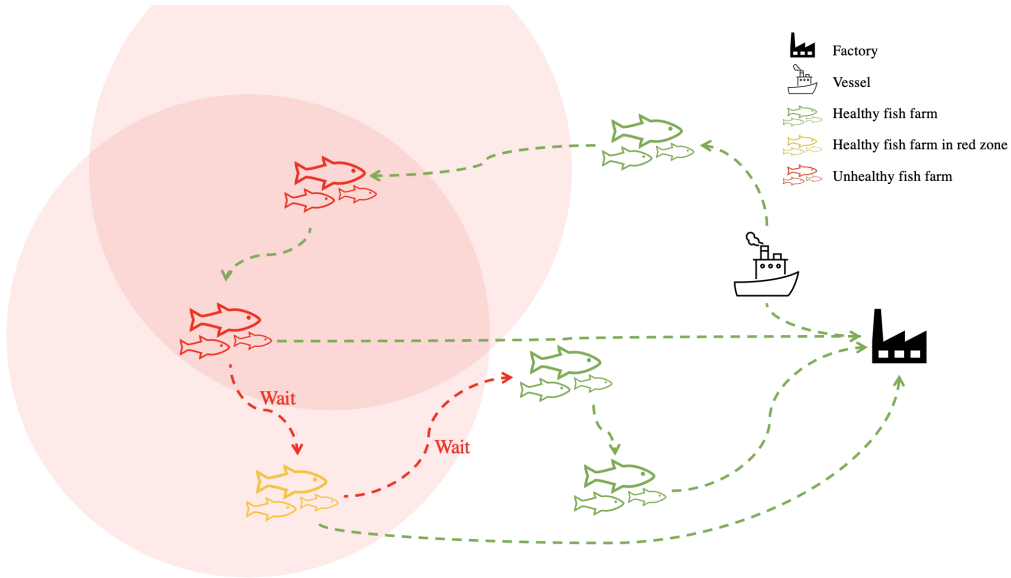 Factory
Vessel
Healthy fish farm
Healthy fish farm in red zone
Unhealthy fish farm
Wait
Wait